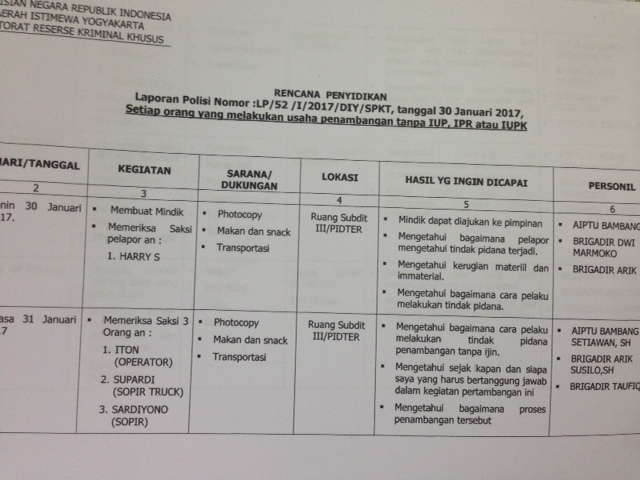 ISIAN NEGARA REPUBLIK INDONESIA
ERAH ISTIMEWA YOGYAKARTA
TORAT RESERSE KRIMINAL KHUSUS
RENCANA PENYIDIKAN
Laporan Polisi Nomor :LP/52 /I/2017/DIY/SPKT, tanggal 30 Januari 2017,
Setiap orang yang melakukan usaha penambangan tanpa IUP, IPR atau IUPK
HARI/TANGGAL
KEGIATAN
SARANA/
DUKUNGAN
LOKASI
HASIL YG INGIN DICAPAI
PERSONIL
2
3
4
5
6
nin 30 Januari
17.
• Membuat Mindik
• Memeriksa Saksi
pelapor an :
1. HARRY S
• Photocopy
• Makan dan snack
• Transportasi
Ruang Subdit
III/PIDTER
• Mindik dapat diajukan ke pimpinan
• Mengetahui bagaimana pelapor
mengetahui tindak pidana terjadi.
• Mengetahui kerugian materiil dan
immaterial.
• Mengetahui bagaimana cara pelaku
melakukan tindak pidana.
• AIPTU BAMBANG
• BRIGADIR DWI
MARMOKO
• BRIGADIR ARIK
asa 31 Januari
7
• Memeriksa Saksi 3
Orang an :
1. ITON
(OPERATOR)
2. SUPARDI
(SOPIR TRUCK)
3. SARDIYONO
(SOPIR)
• Photocopy
• Makan dan snack
• Transportasi
Ruang Subdit
III/PIDTER
• Mengetahui bagaimana cara pelaku
melakukan tindak pidana
penambangan tanpa ijin.
• Mengetahui sejak kapan dan siapa
saya yang harus bertanggung jawab
dalam kegiatan pertambangan ini
• Mengetahui bagaimana proses
penambangan tersebut
• AIPTU BAMBANG
SETIAWAN, SH
• BRIGADIR ARIK
SUSILO,SH
• BRIGADIR TAUFIQ